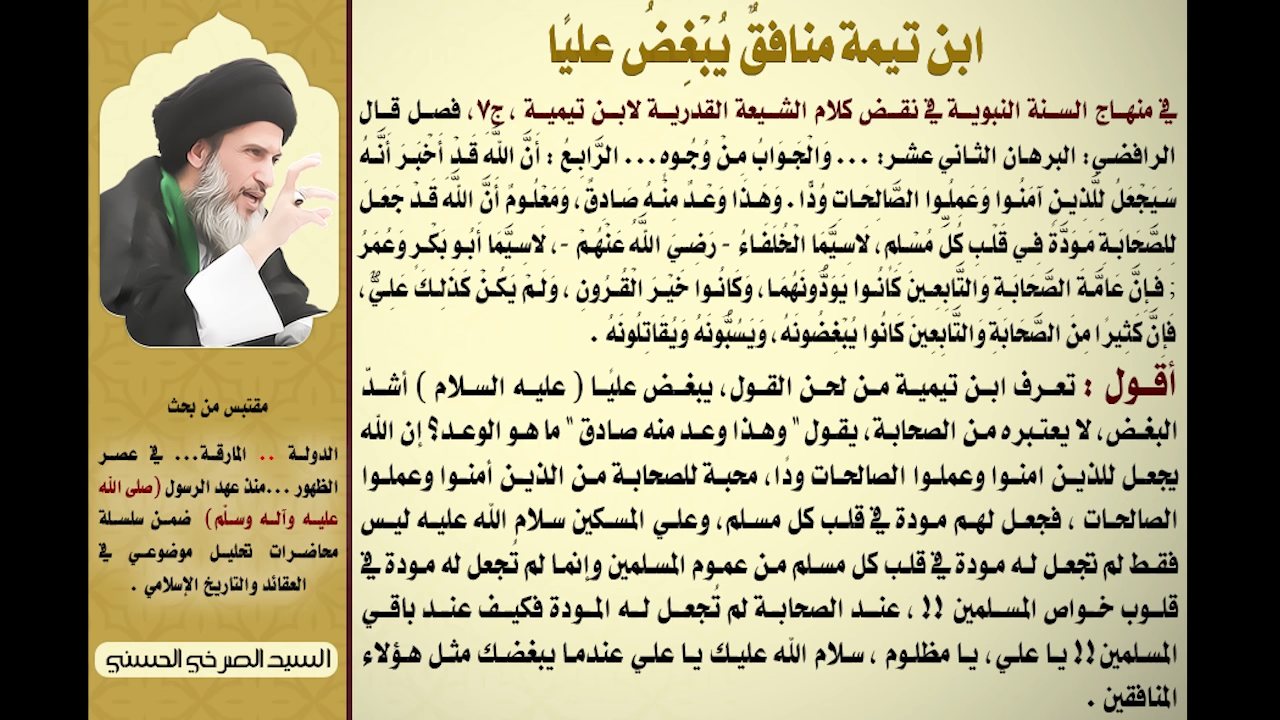 ابن تيمة منافقٌ يُبْغِضُ عليًا
في منهاج السنة النبوية في نقض كلام الشيعة القدرية لابن تيمية ، ج٧، فصل قال
الرافضي: البرهان الثاني عشر: ... وَالْجَوَابُ مِنْ وُجُوه... الرَّابِعُ : أَنَّ اللَّهَ قَدْ أَخْبَرَ أَنَّهُ
سَيَجْعَلُ لِلَّذِينَ آمَنُوا وَعَمِلُوا الصَّالِحَات وُدًّا . وَهَذَا وَعْدٌ مِنْهُ صَادِقٌ، وَمَعْلُومٌ أَنَّ اللَّهَ قَدْ جَعَلَ
للصَّحَابَة مَوَدَّةً فِي قَلْب كُلِّ مُسْلم، لَاسِيَّمَا الْخُلَفَاءُ - رَضِيَ اللَّهُ عَنْهُمْ -، لَاسِيَّمَا أَبُو بَكْر وَعُمَرُ
; فَإِنَّ عَامَّةَ الصَّحَابَة وَالتَّابِعِينَ كَانُوا يَوَدُّونَهُمَا، وَكَانُوا خَيْرَ الْقُرُونِ ، وَلَمْ يَكُنْ كَذَلِكَ عَلِيٌّ،
فَإِنَّ كَثِيرًا مِنَ الصَّحَابَةِ وَالتَّابِعِينَ كَانُوا يُبْغِضُونَهُ، وَيَسُبُّونَهُ وَيُقَاتِلُونَهُ .
أقول : تعرف ابن تيمية من لحن القول، يبغض عليًا ( عليه السلام ) أشدّ
البغض، لا يعتبره من الصحابة، يقول " وهذا وعد منه صادق " ما هو الوعد؟ إن الله
يجعل للذين امنوا وعملوا الصالحات ودًا، محبة للصحابة من الذين أمنوا وعملوا
الصالحات ، فجعل لهم مودة في قلب كل مسلم، وعلي المسكين سلام الله عليه ليس
فقط لم تجعل له مودة في قلب كل مسلم من عموم المسلمين وإنما لم تُجعل له مودة في
قلوب خواص المسلمين !! ، عند الصحابة لم تُجعل له المودة فكيف عند باقي
المسلمين!! يا علي، يا مظلوم ، سلام الله عليك يا علي عندما يبغضك مثل هؤلاء
المنافقين .
مقتبس من بحث
الدولة .. المارقة... في عصر
الظهور ...منذ عهد الرسول (صلى الله
عليه وآله وسلّم) ضمن سلسلة
محاضرات تحليل موضوعي في
العقائد والتاريخ الإسلامي .
السيد الصرخي الحسني